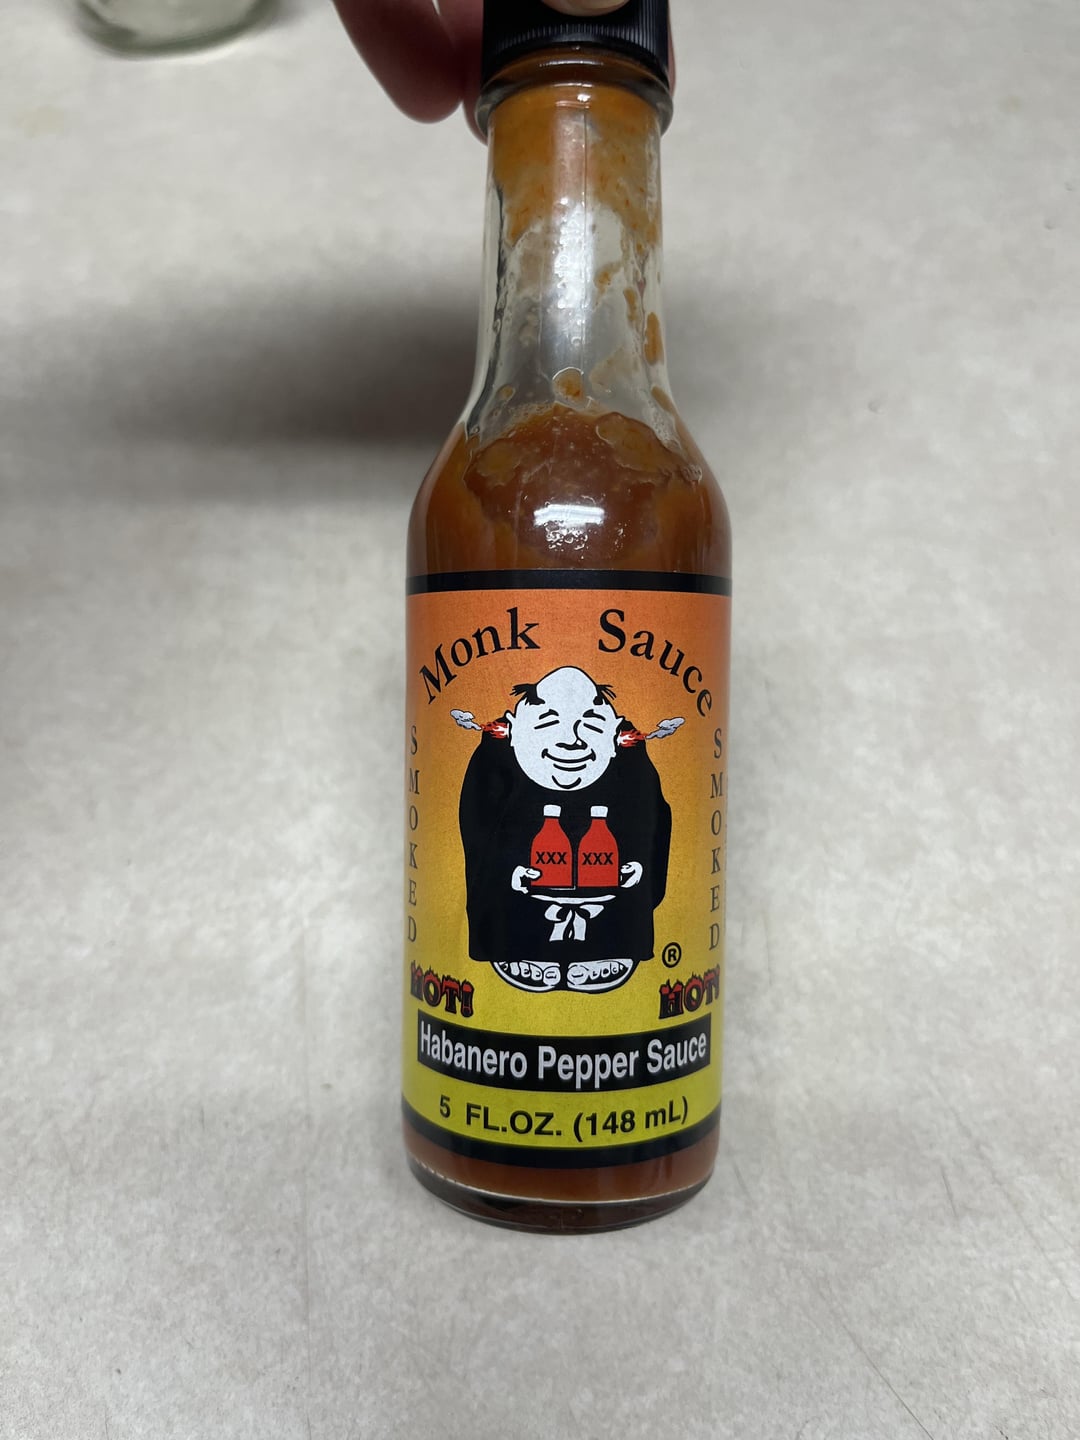 Monk Sauce
SMOKED
SMOKED
XXX XXX
®
HOT! HOT!
Habanero Pepper Sauce
5 FL.OZ. (148 mL)